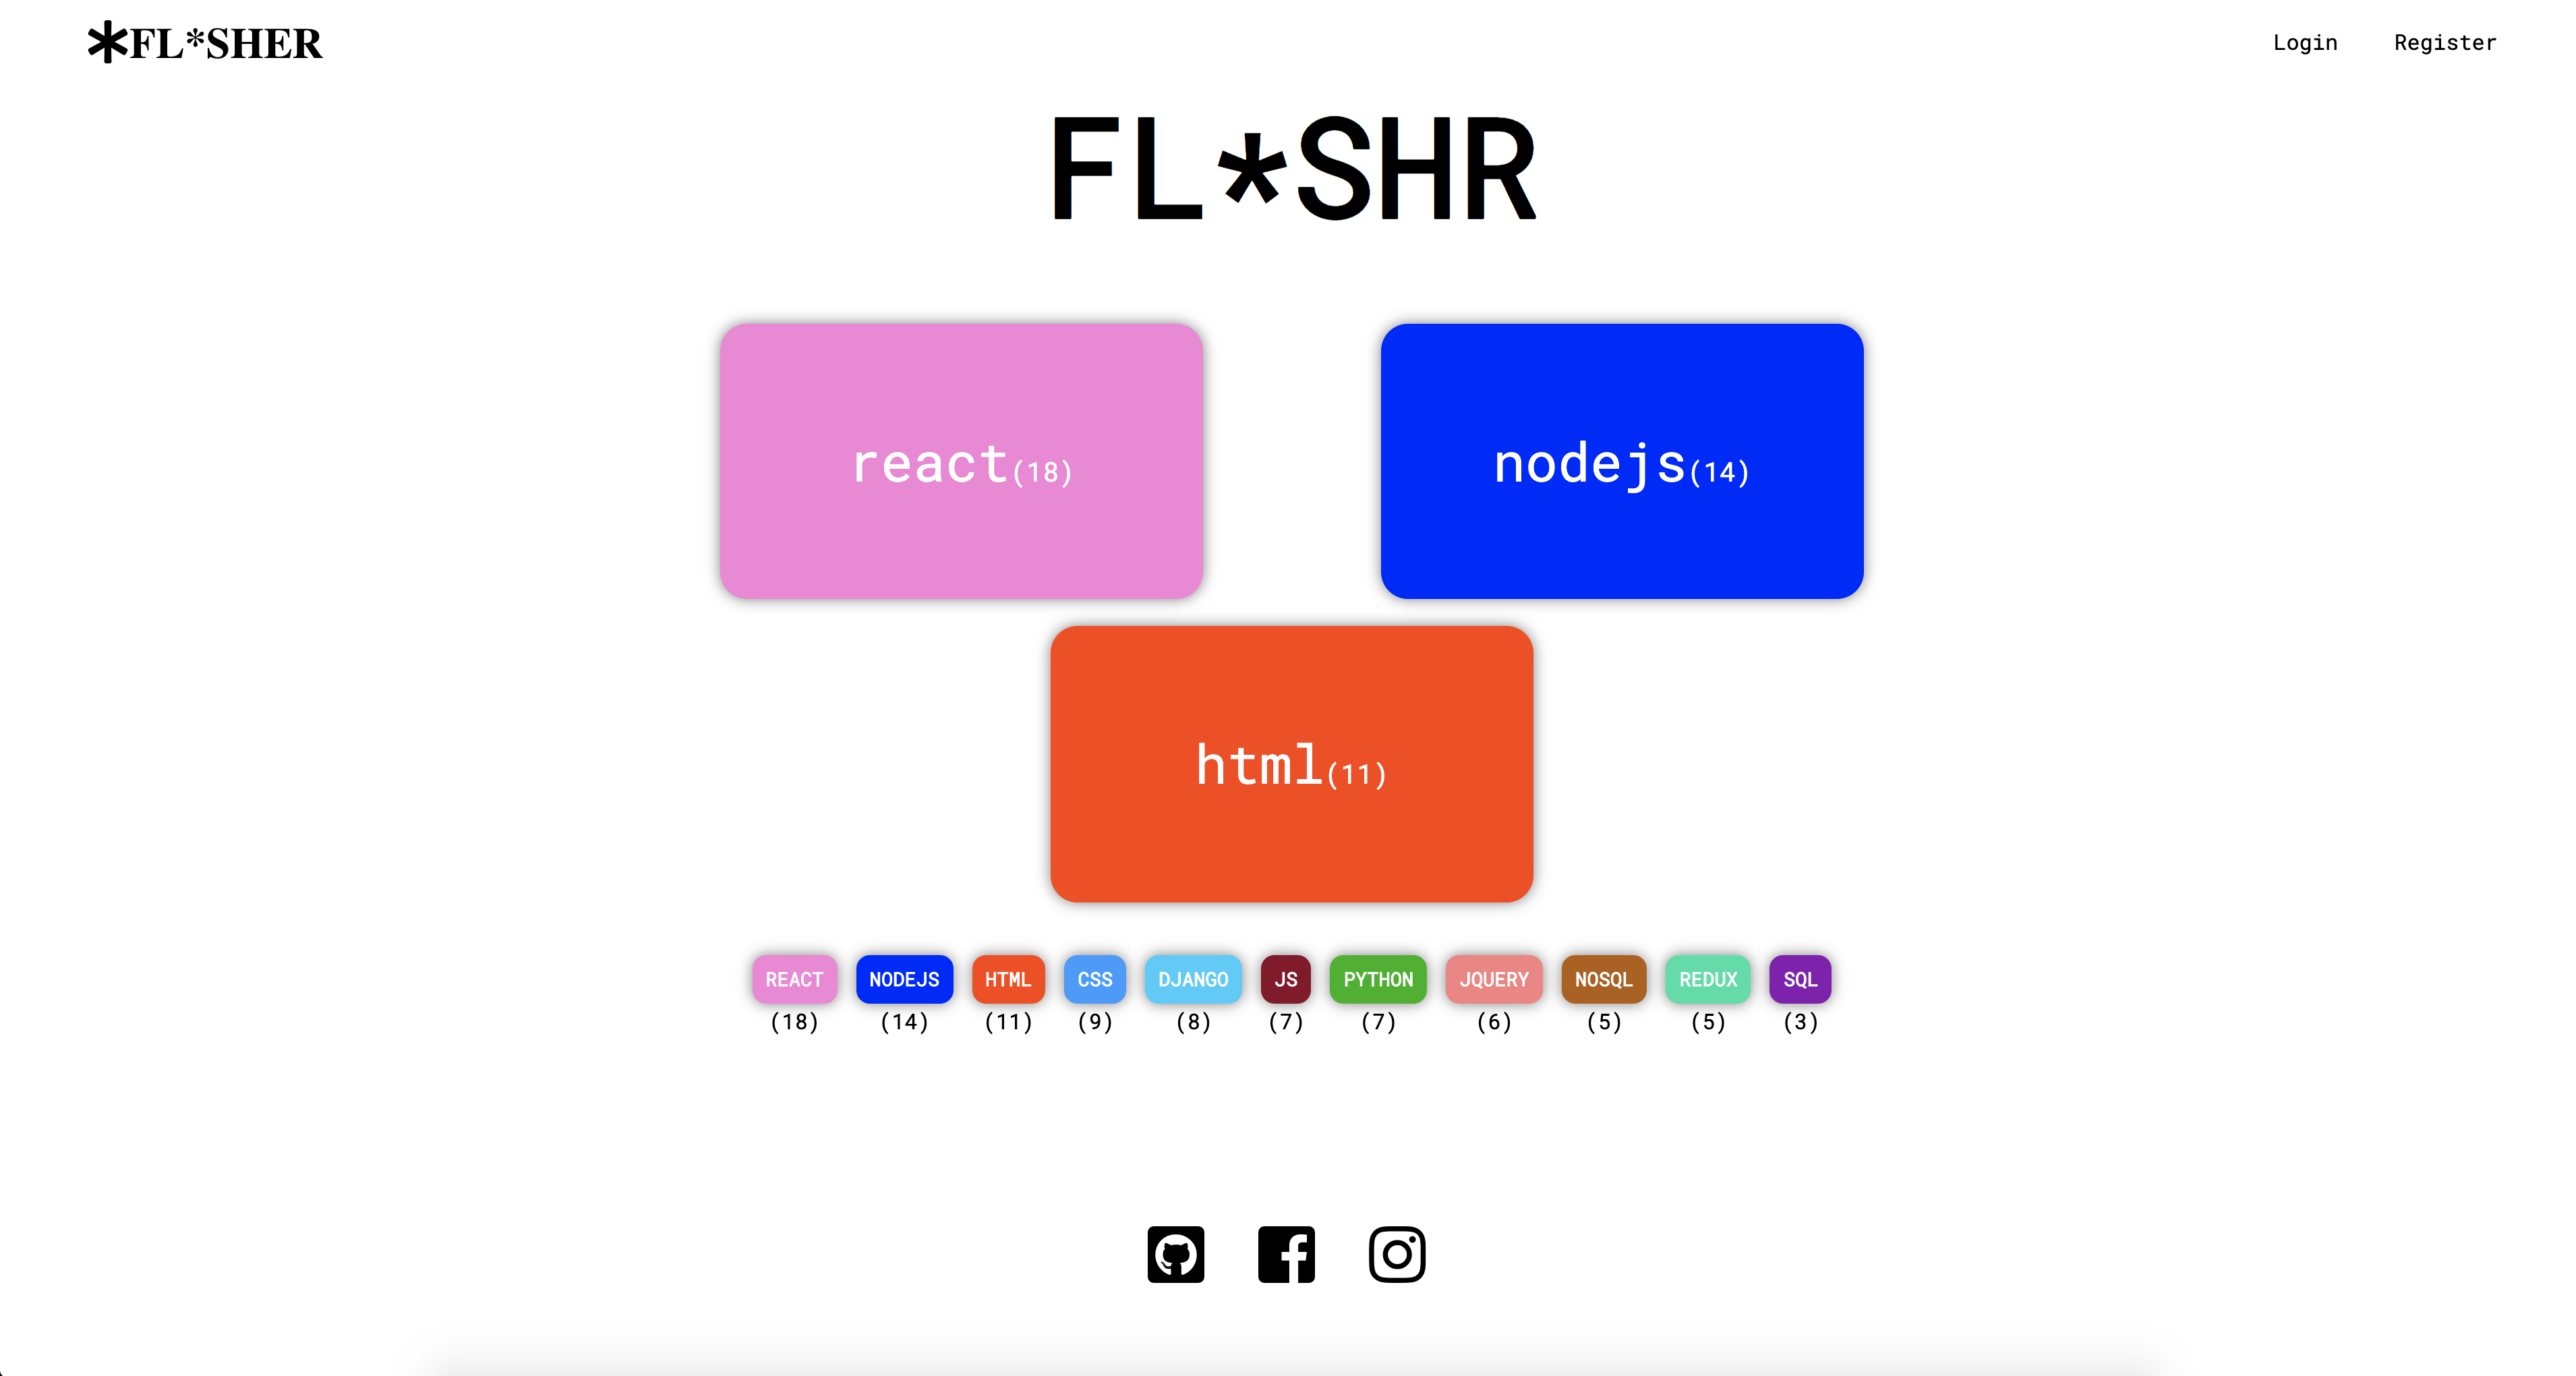 *FL*SHER
Login Register
FL*SHR
react(18)
nodejs(14)
html(11)
REACT NODEJS HTML CSS DJANGO JS PYTHON JQUERY NOSQL REDUX SQL
(18) (14) (11) (9) (8) (7) (7) (6) (5) (5) (3)